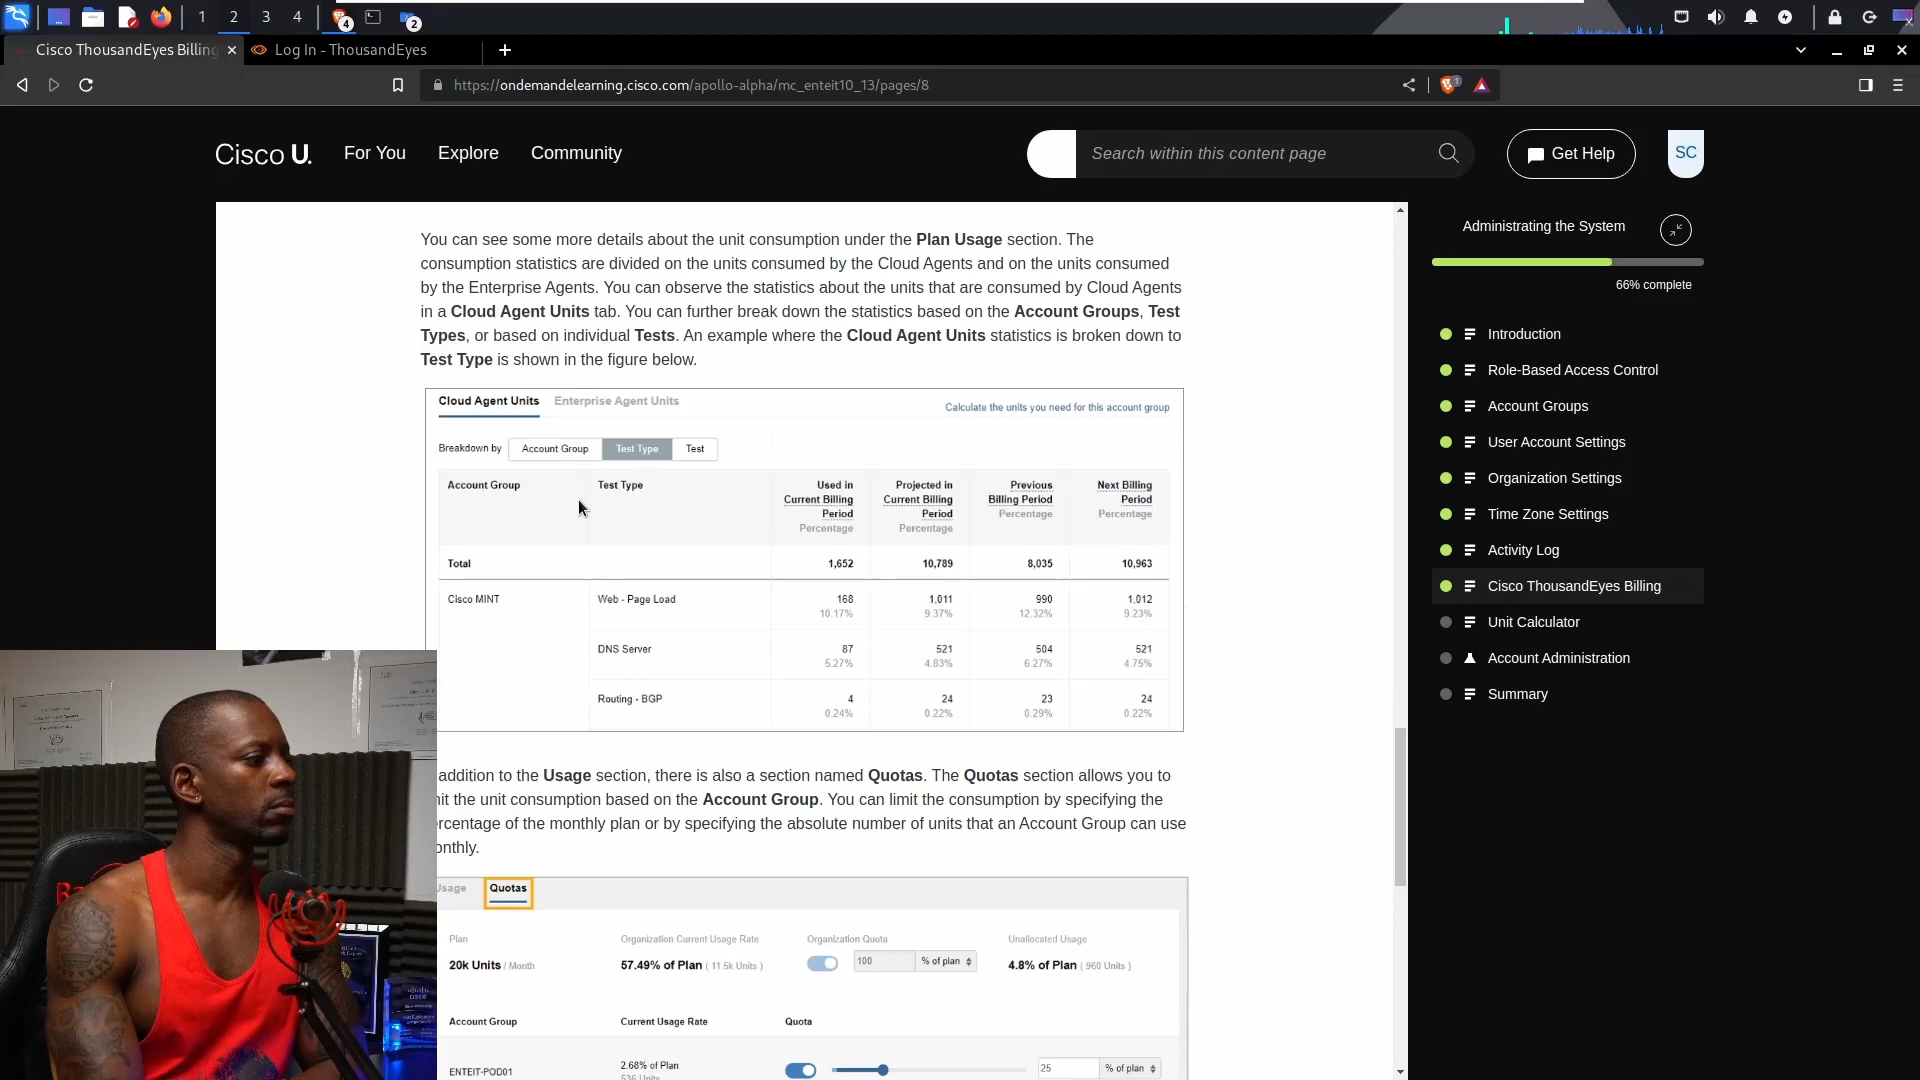 1 2 3 4 4 2
Cisco ThousandEyes Billing Log In - ThousandEyes
https://ondemandelearning.cisco.com/apollo-alpha/mc_enteit10_13/pages/8 1
Cisco U. For You Explore Community Search within this content page Get Help SC
You can see some more details about the unit consumption under the Plan Usage section. The
consumption statistics are divided on the units consumed by the Cloud Agents and on the units consumed
by the Enterprise Agents. You can observe the statistics about the units that are consumed by Cloud Agents
in a Cloud Agent Units tab. You can further break down the statistics based on the Account Groups, Test
Types, or based on individual Tests. An example where the Cloud Agent Units statistics is broken down to
Test Type is shown in the figure below.
Cloud Agent Units Enterprise Agent Units Calculate the units you need for this account group
Breakdown by Account Group Test Type Test
Account Group Test Type Used in Current Billing Period Percentage Projected in Current Billing Period Percentage Previous Billing Period Percentage Next Billing Period Percentage
Total 1,652 10,789 8,035 10,963
Cisco MINT Web - Page Load 168 1,011 990 1,012
10.17% 9.37% 12.32% 9.23%
DNS Server 87 521 504 521
5.27% 4.83% 6.27% 4.75%
Routing - BGP 4 24 23 24
0.24% 0.22% 0.29% 0.22%
addition to the Usage section, there is also a section named Quotas. The Quotas section allows you to
the unit consumption based on the Account Group. You can limit the consumption by specifying the
of the monthly plan or by specifying the absolute number of units that an Account Group can use
Quotas
Plan Organization Current Usage Rate Organization Quota Unallocated Usage
20k Units / Month 57.49% of Plan ( 11.5k Units ) 100 % of plan 4.8% of Plan ( 960 Units )
Account Group Current Usage Rate Quota
ENTEIT-POD01 2.68% of Plan 25 % of plan
536 Units
Administrating the System
66% complete
Introduction
Role-Based Access Control
Account Groups
User Account Settings
Organization Settings
Time Zone Settings
Activity Log
Cisco ThousandEyes Billing
Unit Calculator
Account Administration
Summary